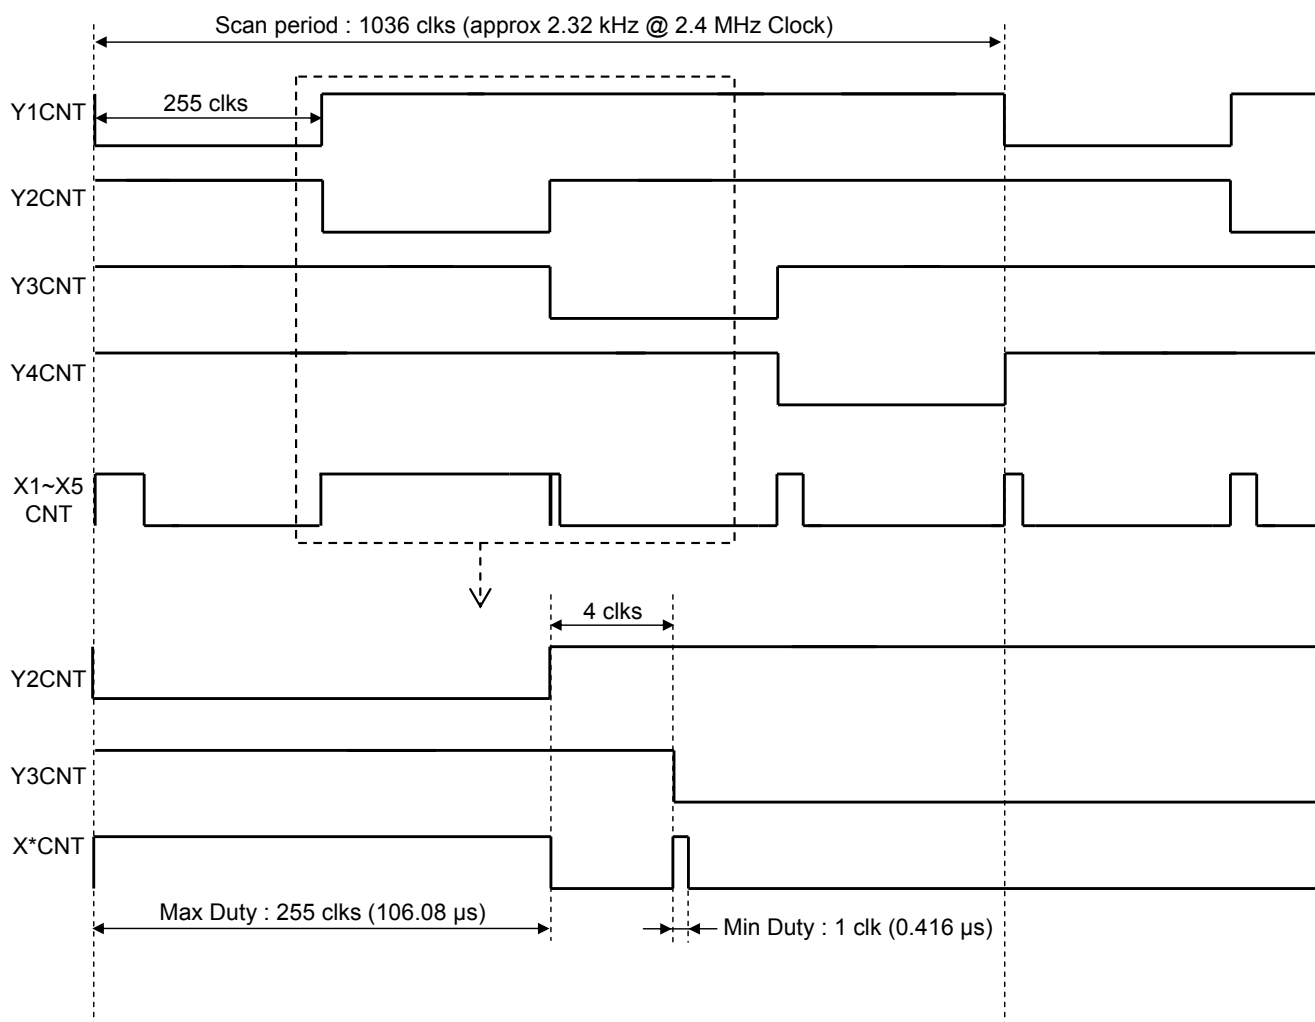 Scan period : 1036 clks (approx 2.32 kHz @ 2.4 MHz Clock)
Y1CNT
255 clks
Y2CNT
Y3CNT
Y4CNT
X1~X5
CNT
4 clks
Y2CNT
Y3CNT
X*CNT
Max Duty : 255 clks (106.08 μs)
Min Duty : 1 clk (0.416 μs)